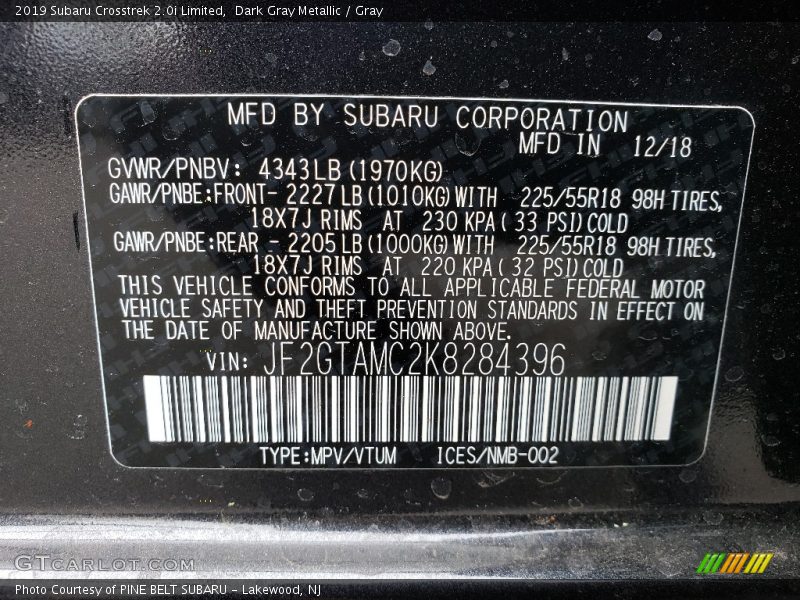 2019 Subaru Crosstrek 2.0i Limited, Dark Gray Metallic / Gray
MFD BY SUBARU CORPORATION
MFD IN 12/18
GVWR/PNBV: 4343LB (1970KG)
GAWR/PNBE:FRONT- 2227LB (1010KG) WITH 225/55R18 98H TIRES,
18X7J RIMS AT 230 KPA ( 33 PSI) COLD
GAWR/PNBE:REAR - 2205LB (1000KG) WITH 225/55R18 98H TIRES,
18X7J RIMS AT 220 KPA ( 32 PSI) COLD
THIS VEHICLE CONFORMS TO ALL APPLICABLE FEDERAL MOTOR
VEHICLE SAFETY AND THEFT PREVENTION STANDARDS IN EFFECT ON
THE DATE OF MANUFACTURE SHOWN ABOVE.
VIN: JF2GTAMC2K8284396
TYPE:MPV/VTUM ICES/NMB-002
GTCARLOT.COM
Photo Courtesy of PINE BELT SUBARU - Lakewood, NJ